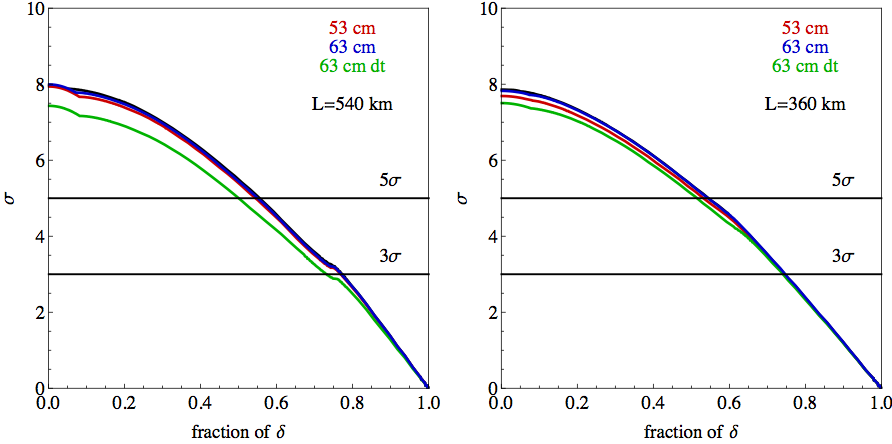 10
8
6
4
2
0
σ
53 cm
63 cm
63 cm dt
L=540 km
5σ
3σ
0.0 0.2 0.4 0.6 0.8 1.0
fraction of δ
10
8
6
4
2
0
σ
53 cm
63 cm
63 cm dt
L=360 km
5σ
3σ
0.0 0.2 0.4 0.6 0.8 1.0
fraction of δ